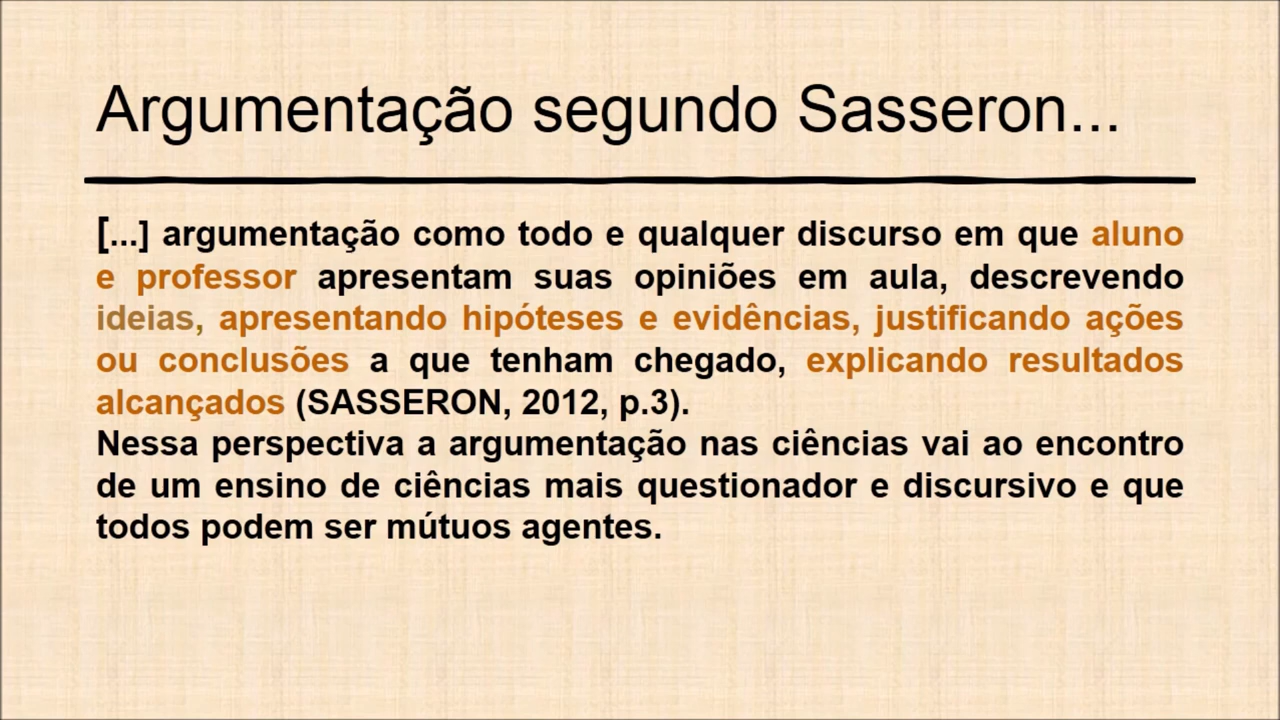 Argumentação segundo Sasseron...
[...] argumentação como todo e qualquer discurso em que aluno
e professor apresentam suas opiniões em aula, descrevendo
ideias, apresentando hipóteses e evidências, justificando ações
ou conclusões a que tenham chegado, explicando resultados
alcançados (SASSERON, 2012, p.3).
Nessa perspectiva a argumentação nas ciências vai ao encontro
de um ensino de ciências mais questionador e discursivo e que
todos podem ser mútuos agentes.